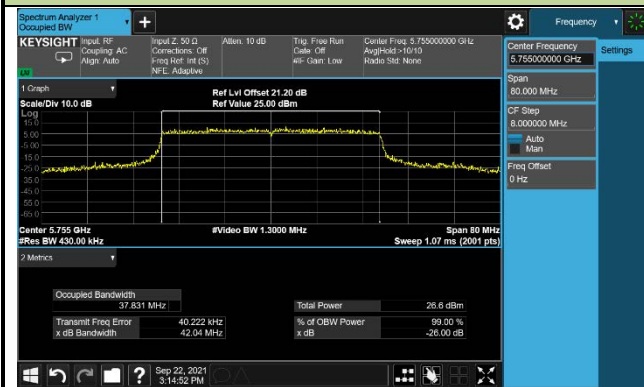 Spectrum Analyzer 1
Occupied BW
+
Frequency
KEYSIGHT
Input: RF
Coupling: AC
Align: Auto
Input Z: 50 Ω
Corrections: Off
Freq Ref: Int (S)
NFE: Adaptive
Atten: 10 dB
Trig: Free Run
Gate: Off
#IF Gain: Low
Center Freq: 5.755000000 GHz
Avg|Hold:>10/10
Radio Std: None
Center Frequency
5.755000000 GHz
Settings
Span
80.000 MHz
CF Step
8.000000 MHz
Auto
Man
Freq Offset
0 Hz
1 Graph
Scale/Div 10.0 dB
Ref Lvl Offset 21.20 dB
Ref Value 25.00 dBm
Log
15.0
5.00
-5.00
-15.0
-25.0
-35.0
-45.0
-55.0
-65.0
Center 5.755 GHz
#Res BW 430.00 kHz
#Video BW 1.3000 MHz
Span 80 MHz
Sweep 1.07 ms (2001 pts)
2 Metrics
Occupied Bandwidth
37.831 MHz
Total Power
26.6 dBm
Transmit Freq Error
40.222 kHz
% of OBW Power
99.00 %
x dB Bandwidth
42.04 MHz
x dB
-26.00 dB
?
Sep 22, 2021
3:14:52 PM